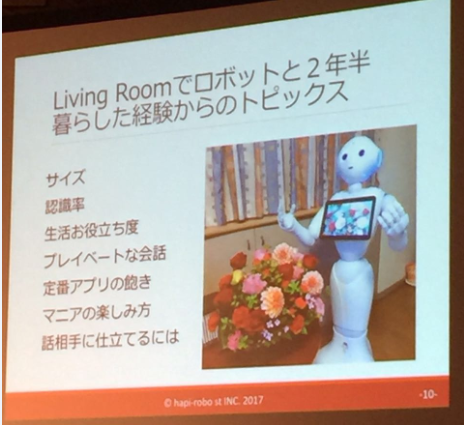 Living Roomでロボットと２年半
暮らした経験からのトピックス
サイズ
認識率
生活お役立ち度
プレイベートな会話
定番アプリの飽き
マニアの楽しみ方
話相手に仕立てるには
© hapi-robo st INC. 2017
-10-